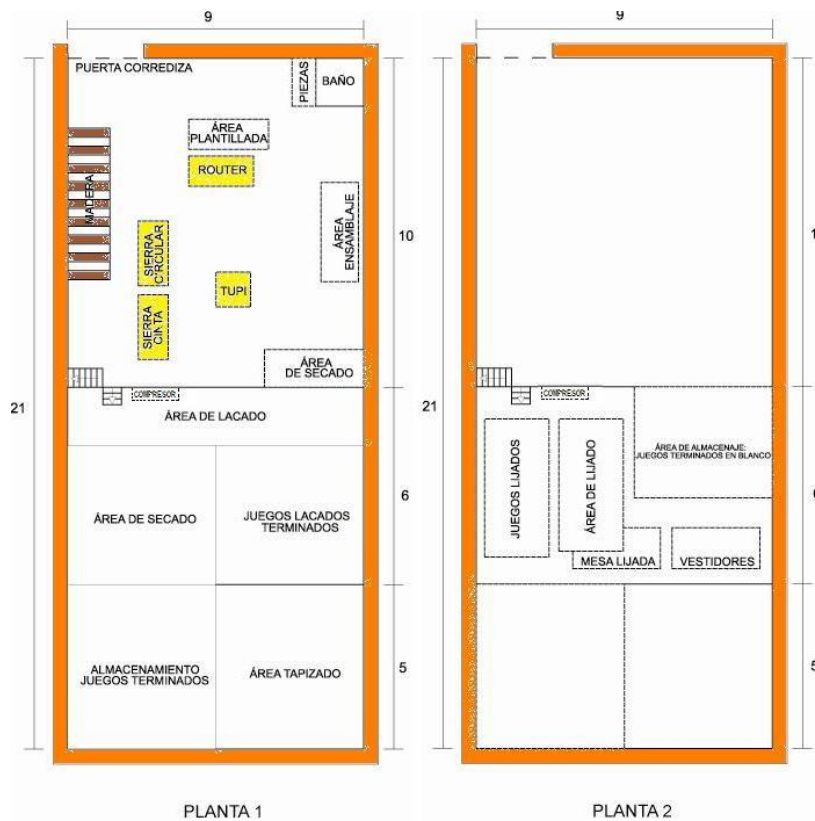 9
PUERTA CORREDIZA
PIEZAS
BAÑO
ÁREA
PLANTILLADA
ROUTER
MADERA
ÁREA
ENSAMBLAJE
SIERRA
CIRCULAR
10
TUPI
SIERRA
CINTA
ÁREA
DE SECADO
COMPRESOR
21
ÁREA DE LACADO
ÁREA DE SECADO
JUEGOS LACADOS
TERMINADOS
6
ALMACENAMIENTO
JUEGOS TERMINADOS
ÁREA TAPIZADO
5
PLANTA 1
9
1
COMPRESOR
21
JUEGOS LIJADOS
ÁREA DE LIJADO
ÁREA DE ALMACENAJE:
JUEGOS TERMINADOS EN BLANCO
MESA LIJADA
VESTIDORES
5
PLANTA 2